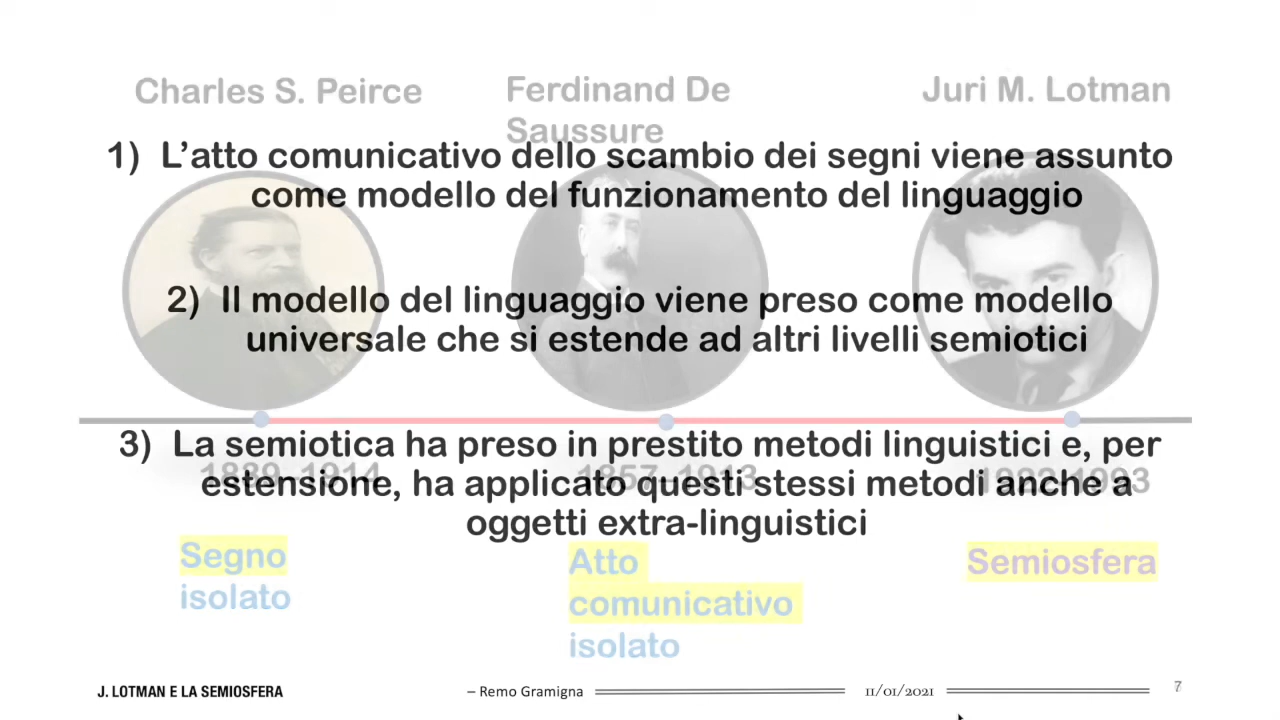 Charles S. Peirce
Ferdinand De
Saussure
Juri M. Lotman
1) L’atto comunicativo dello scambio dei segni viene assunto
come modello del funzionamento del linguaggio
2) Il modello del linguaggio viene preso come modello
universale che si estende ad altri livelli semiotici
3) La semiotica ha preso in prestito metodi linguistici e, per
estensione, ha applicato questi stessi metodi anche a
oggetti extra-linguistici
1857–1913
Segno
isolato
Atto
comunicativo
isolato
Semiosfera
J. LOTMAN E LA SEMIOSFERA
– Remo Gramigna
11/01/2021